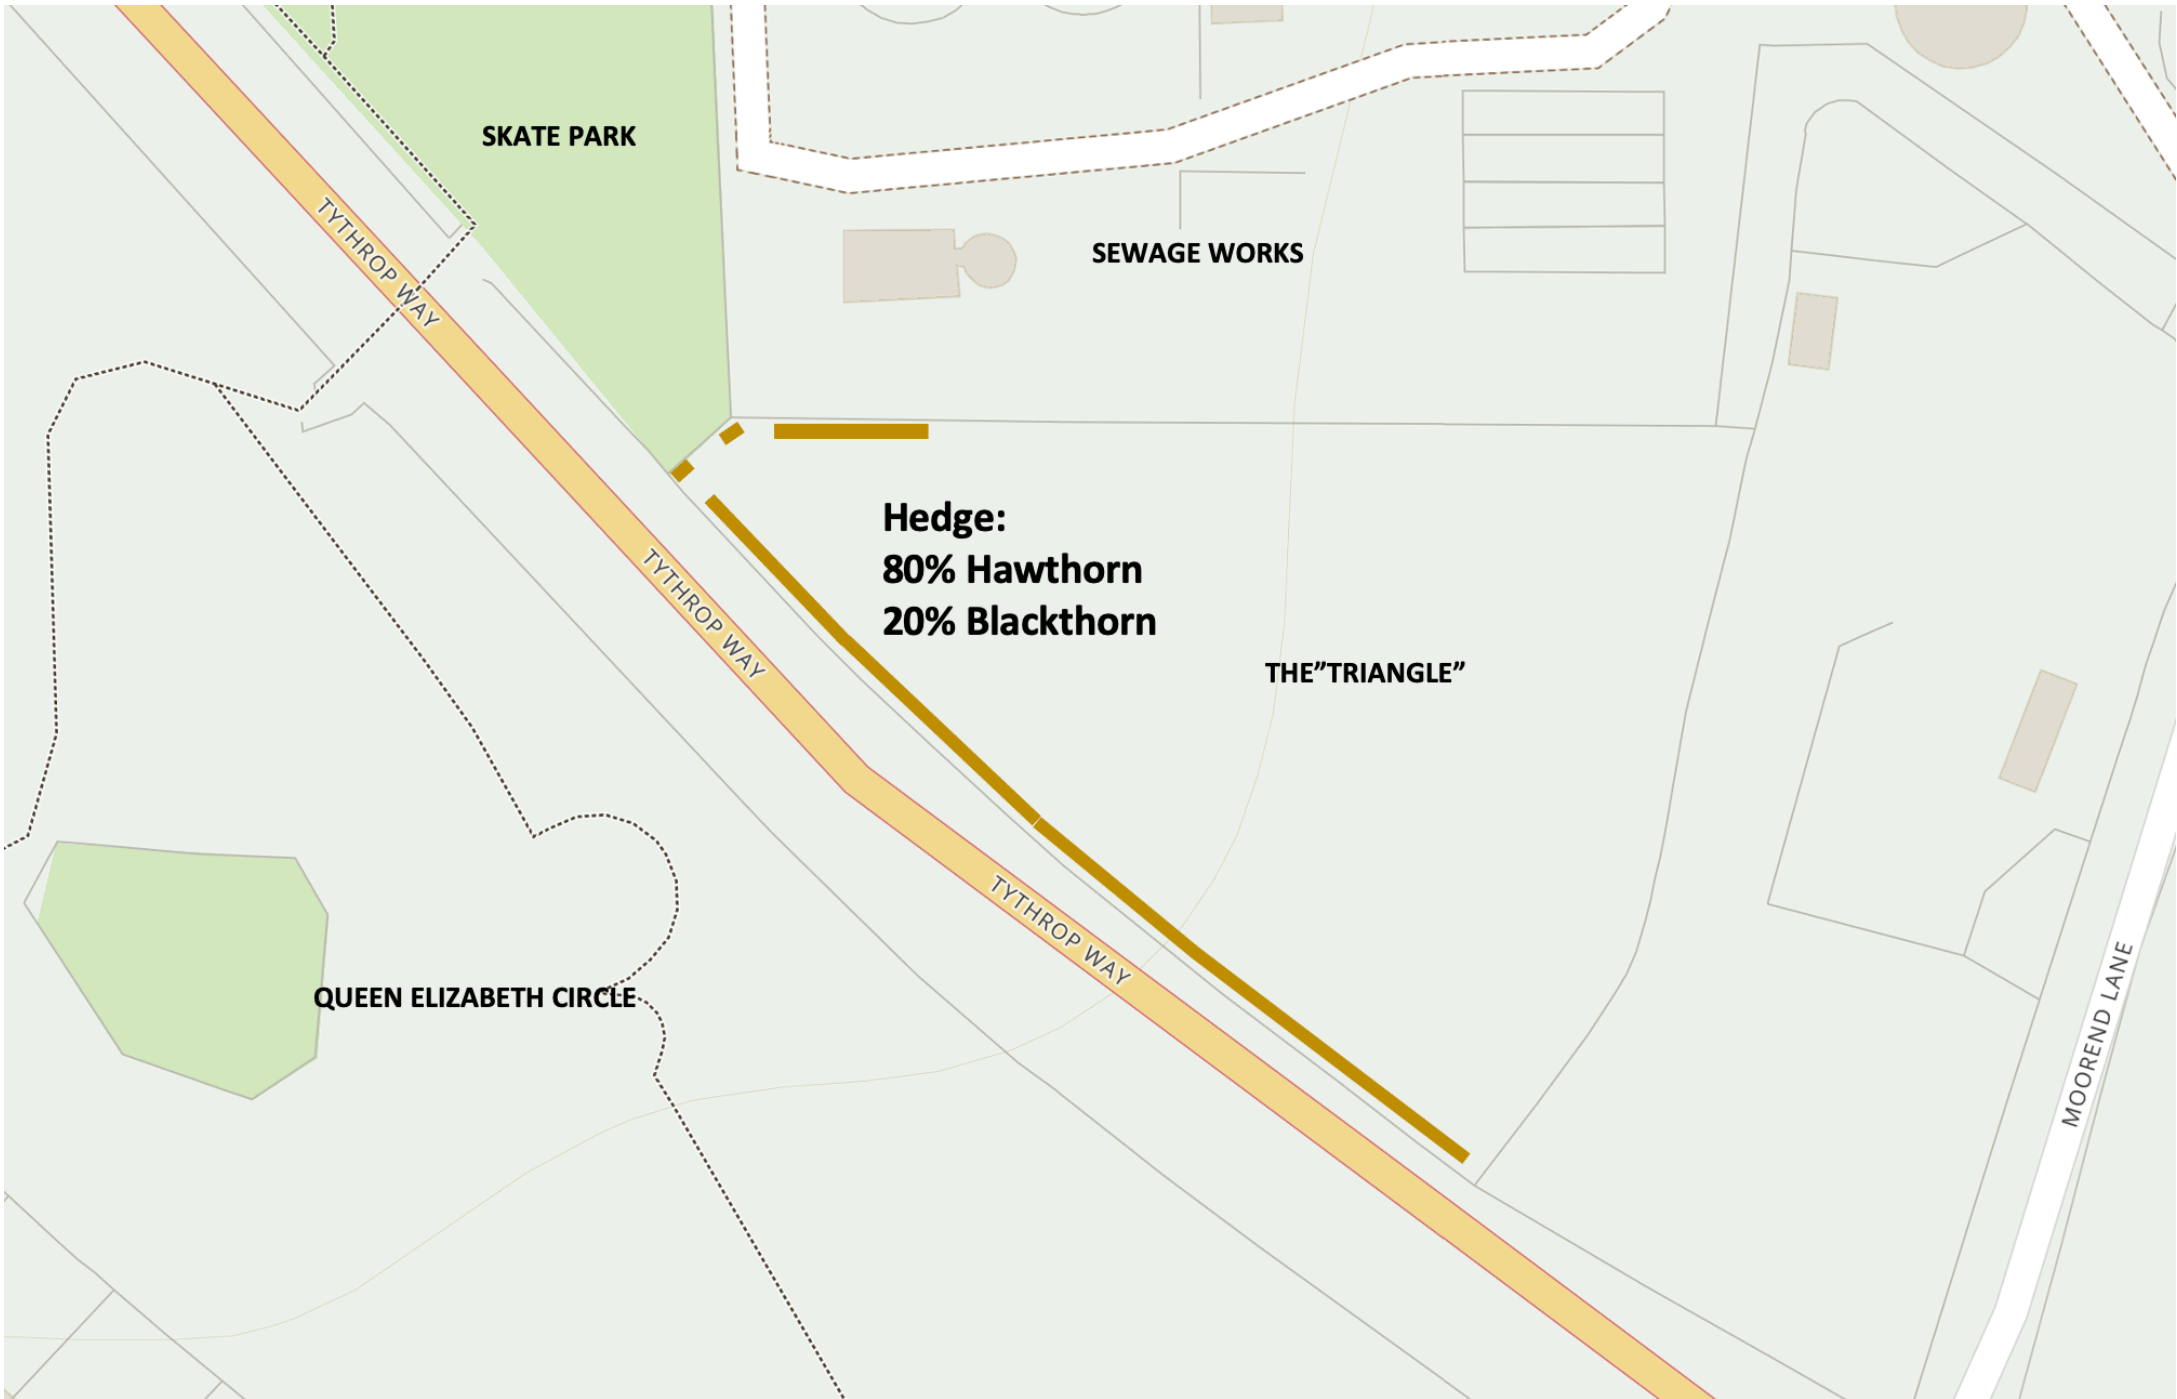 SKATE PARK
TYTHROP WAY
SEWAGE WORKS
Hedge:
80% Hawthorn
20% Blackthorn
TYTHROP WAY
THE”TRIANGLE”
TYTHROP WAY
QUEEN ELIZABETH CIRCLE
MOOREND LANE